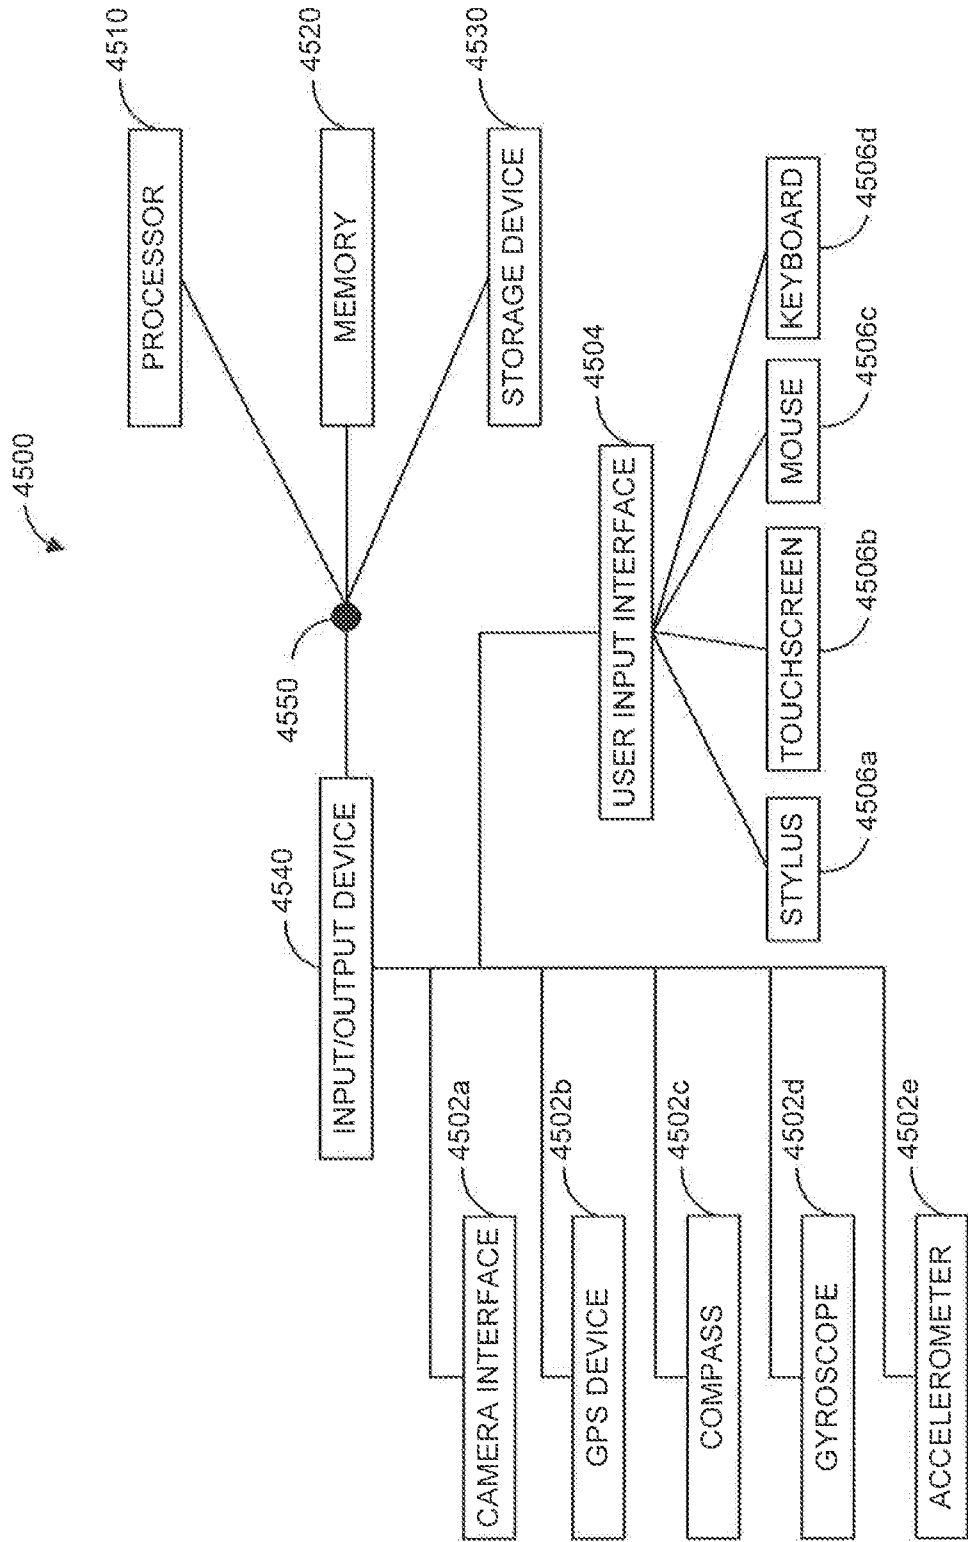 4500
PROCESSOR
4510
MEMORY
4520
STORAGE DEVICE
4530
4550
INPUT/OUTPUT DEVICE
4540
USER INPUT INTERFACE
4504
STYLUS
4506a
TOUCHSCREEN
4506b
MOUSE
4506c
KEYBOARD
4506d
CAMERA INTERFACE
4502a
GPS DEVICE
4502b
COMPASS
4502c
GYROSCOPE
4502d
ACCELEROMETER
4502e